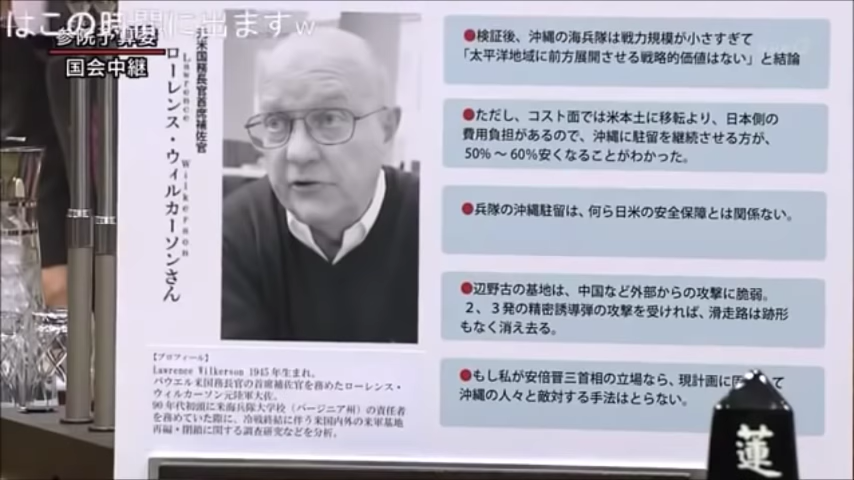 はこの時間に出ますw
参院予算委
国会中継
元米国務長官首席補佐官
Lawrence Wilkerson
ローレンス・ウィルカーソンさん
【プロフィール】
Lawrence Wilkerson 1945年生まれ。
パウエル米国務長官の首席補佐官を務めたローレンス・
ウィルカーソン元陸軍大佐。
90年代初頭に米海兵隊大学校（バージニア州）の責任者
を務めていた際に、冷戦終結に伴う米国内外の米軍基地
再編・閉鎖に関する調査研究などを分析。
●検証後、沖縄の海兵隊は戦力規模が小さすぎて
「太平洋地域に前方展開させる戦略的価値はない」と結論
●ただし、コスト面では米本土に移転より、日本側の
費用負担があるので、沖縄に駐留を継続させる方が、
50%～60%安くなることがわかった。
●兵隊の沖縄駐留は、何ら日米の安全保障とは関係ない。
●辺野古の基地は、中国など外部からの攻撃に脆弱。
２、３発の精密誘導弾の攻撃を受ければ、滑走路は跡形
もなく消え去る。
●もし私が安倍晋三首相の立場なら、現計画に て
沖縄の人々と敵対する手法はとらない。
蓮